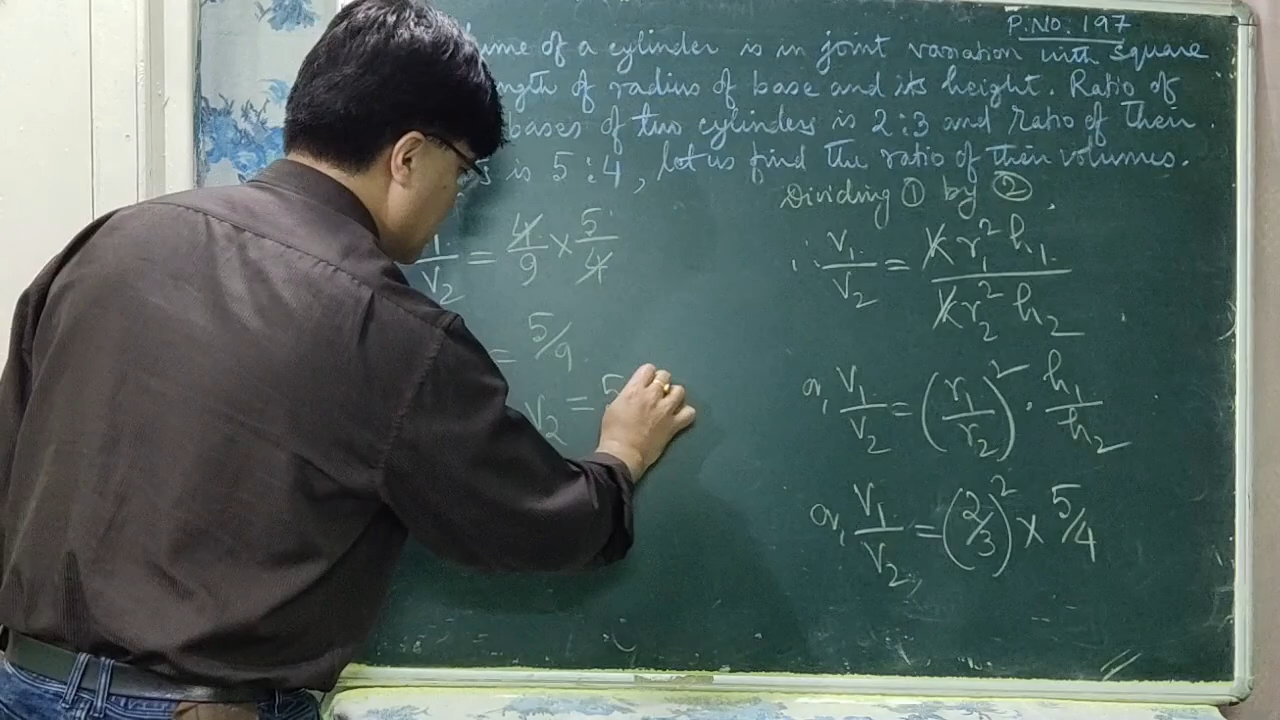 P.No. 197
ume of a cylinder is in joint variation with square
ngth of radius of base and its height. Ratio of
bases of two cylinders is 2:3 and ratio of their
s is 5:4, let us find the ratio of their volumes.
Dividing ① by ②
V₁/V₂ = 4/9 × 5/4
= 5/9
V₂ = 5
V₁/V₂ = K r₁² h₁ / K r₂² h₂
or, V₁/V₂ = (r₁/r₂)² · h₁/h₂
or, V₁/V₂ = (2/3)² × 5/4